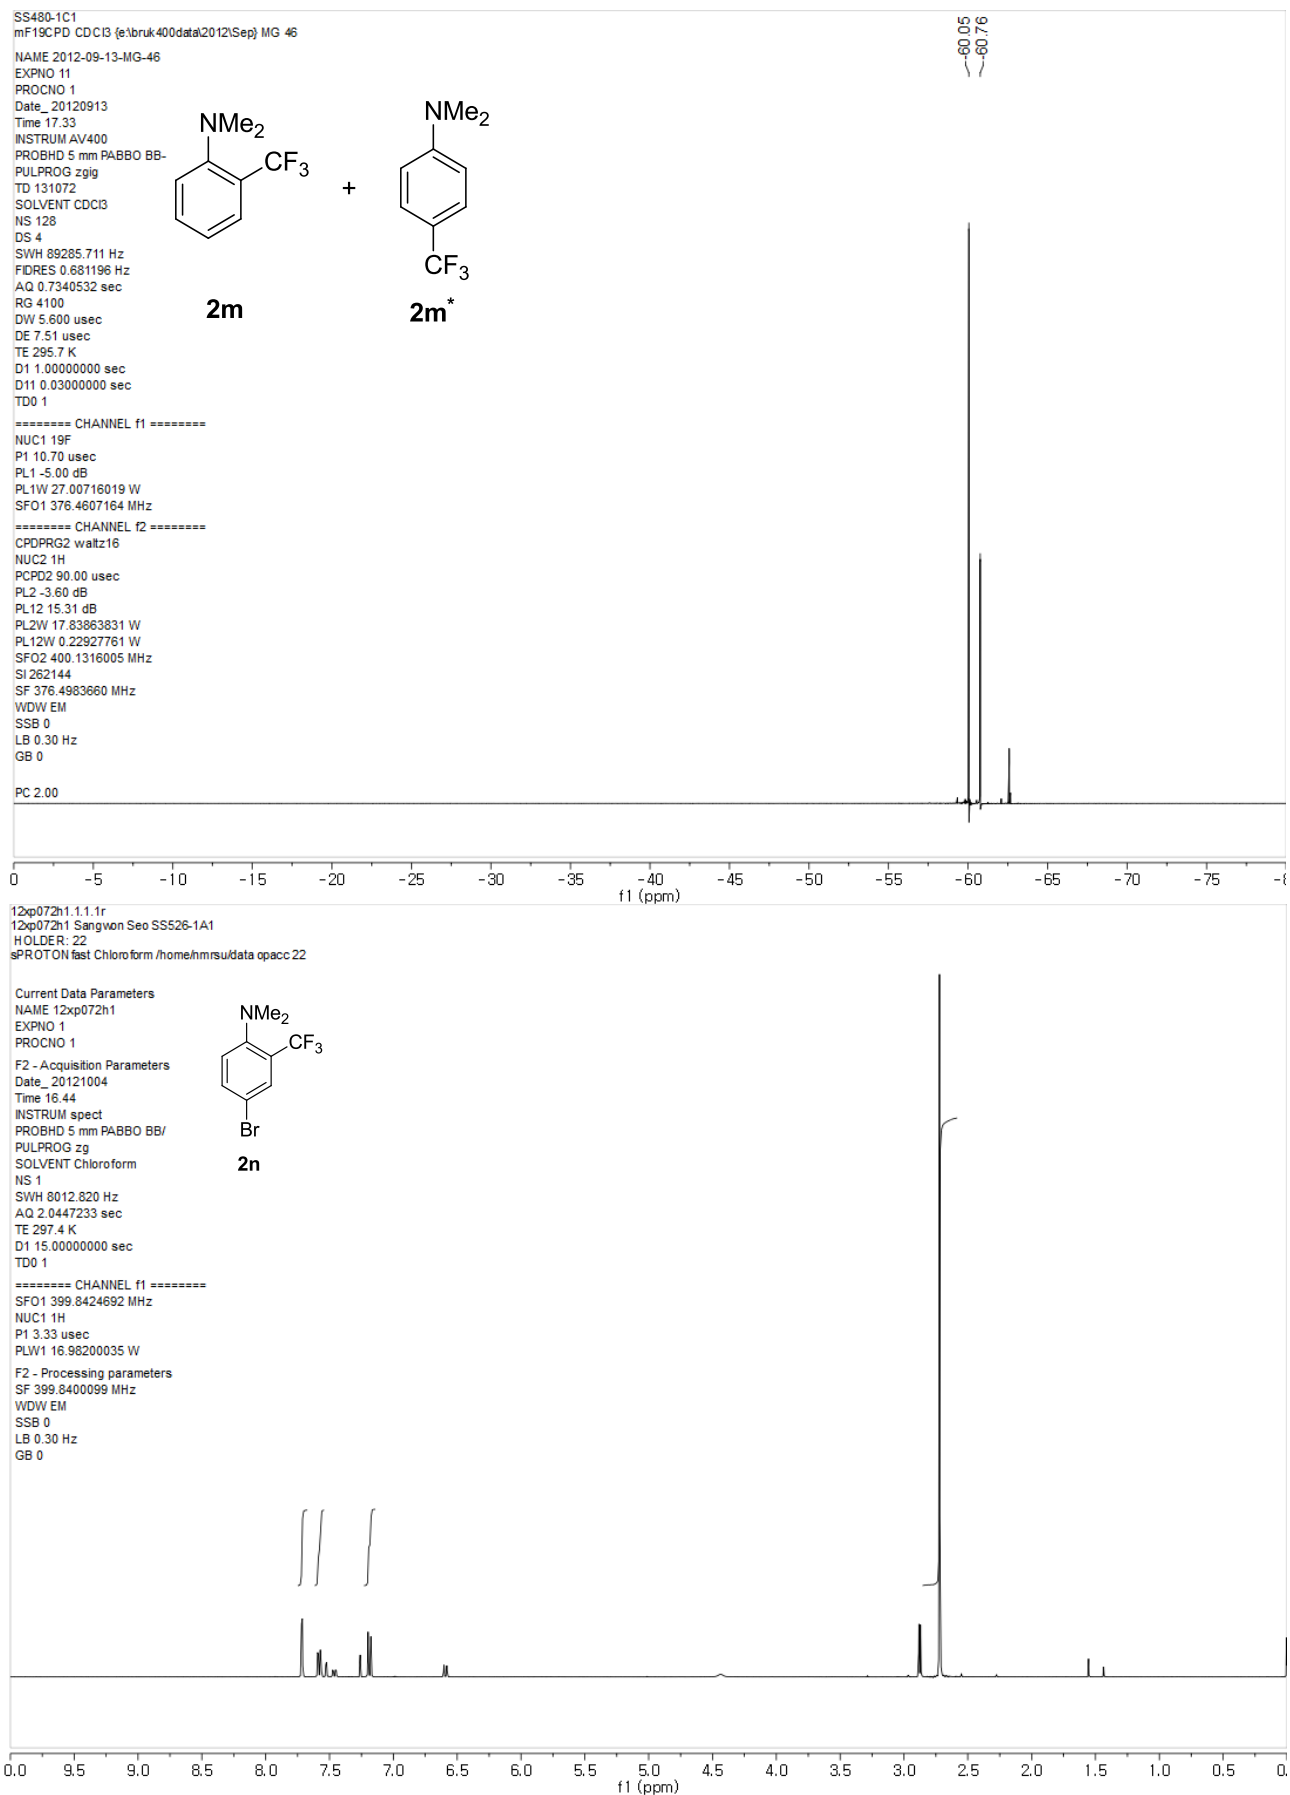 SS480-1C1
mF19CPD CDCl3 {e:\bruk400data\2012\Sep} MG 46
NAME 2012-09-13-MG-46
EXPNO 11
PROCNO 1
Date_ 20120913
Time 17.33
INSTRUM AV400
PROBHD 5 mm PABBO BB-
PULPROG zgig
TD 131072
SOLVENT CDCl3
NS 128
DS 4
SWH 89285.711 Hz
FIDRES 0.681196 Hz
AQ 0.7340532 sec
RG 4100
DW 5.600 usec
DE 7.51 usec
TE 295.7 K
D1 1.00000000 sec
D11 0.03000000 sec
TD0 1
======== CHANNEL f1 ========
NUC1 19F
P1 10.70 usec
PL1 -5.00 dB
PL1W 27.00716019 W
SFO1 376.4607164 MHz
======== CHANNEL f2 ========
CPDPRG2 waltz16
NUC2 1H
PCPD2 90.00 usec
PL2 -3.60 dB
PL12 15.31 dB
PL2W 17.83863831 W
PL12W 0.22927761 W
SFO2 400.1316005 MHz
SI 262144
SF 376.4983660 MHz
WDW EM
SSB 0
LB 0.30 Hz
GB 0
PC 2.00
NMe2
CF3
2m
+
NMe2
CF3
2m*
-60.05
-60.76
0 -5 -10 -15 -20 -25 -30 -35 -40 -45 -50 -55 -60 -65 -70 -75 -8
f1 (ppm)
12xp072h1.1.1.1r
12xp072h1 Sangwon Seo SS526-1A1
HOLDER: 22
sPROTON fast Chloroform /home/nmrsu/data opacc 22
Current Data Parameters
NAME 12xp072h1
EXPNO 1
PROCNO 1
F2 - Acquisition Parameters
Date_ 20121004
Time 16.44
INSTRUM spect
PROBHD 5 mm PABBO BB/
PULPROG zg
SOLVENT Chloroform
NS 1
SWH 8012.820 Hz
AQ 2.0447233 sec
TE 297.4 K
D1 15.00000000 sec
TD0 1
======== CHANNEL f1 ========
SFO1 399.8424692 MHz
NUC1 1H
P1 3.33 usec
PLW1 16.98200035 W
F2 - Processing parameters
SF 399.8400099 MHz
WDW EM
SSB 0
LB 0.30 Hz
GB 0
NMe2
CF3
Br
2n
0.0 9.5 9.0 8.5 8.0 7.5 7.0 6.5 6.0 5.5 5.0 4.5 4.0 3.5 3.0 2.5 2.0 1.5 1.0 0.5 0.
f1 (ppm)